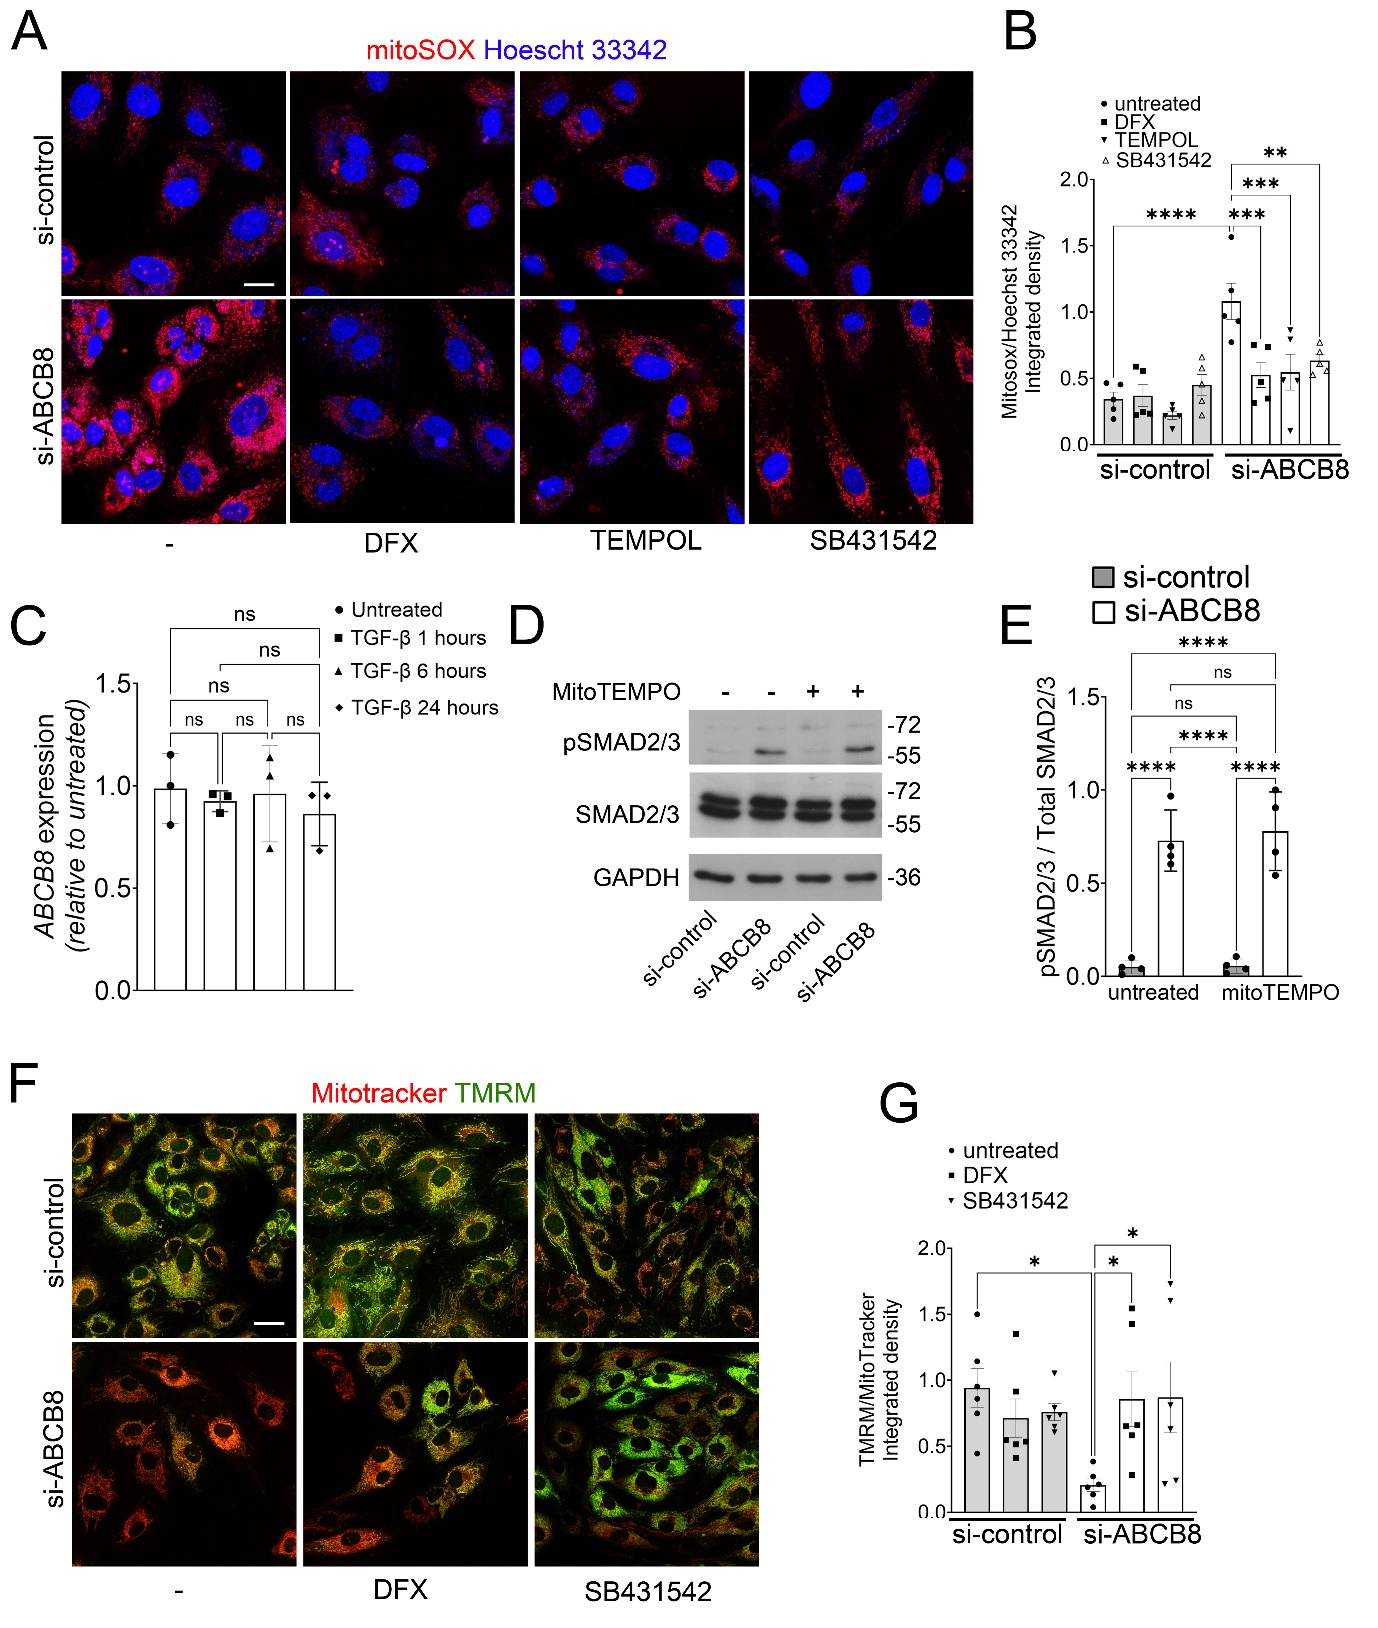 A
mitoSOX Hoescht 33342
si-control
si-ABCB8
-
DFX
TEMPOL
SB431542
B
untreated
DFX
TEMPOL
SB431542
Mitosox/Hoechst 33342
Integrated density
2.0
1.5
1.0
0.5
0.0
**
***
**** ***
si-control
si-ABCB8
C
Untreated
TGF-β 1 hours
TGF-β 6 hours
TGF-β 24 hours
ABCB8 expression
(relative to untreated)
1.5
1.0
0.5
0.0
ns
ns
ns
ns ns ns
D
MitoTEMPO - - + +
pSMAD2/3
-72
-55
SMAD2/3
-72
-55
GAPDH
-36
si-control
si-ABCB8
si-control
si-ABCB8
E
si-control
si-ABCB8
pSMAD2/3 / Total SMAD2/3
1.5
1.0
0.5
0.0
****
ns
ns
****
**** ****
untreated
mitoTEMPO
F
Mitotracker TMRM
si-control
si-ABCB8
-
DFX
SB431542
G
untreated
DFX
SB431542
TMRM/MitoTracker
Integrated density
2.0
1.5
1.0
0.5
0.0
*
* *
si-control
si-ABCB8